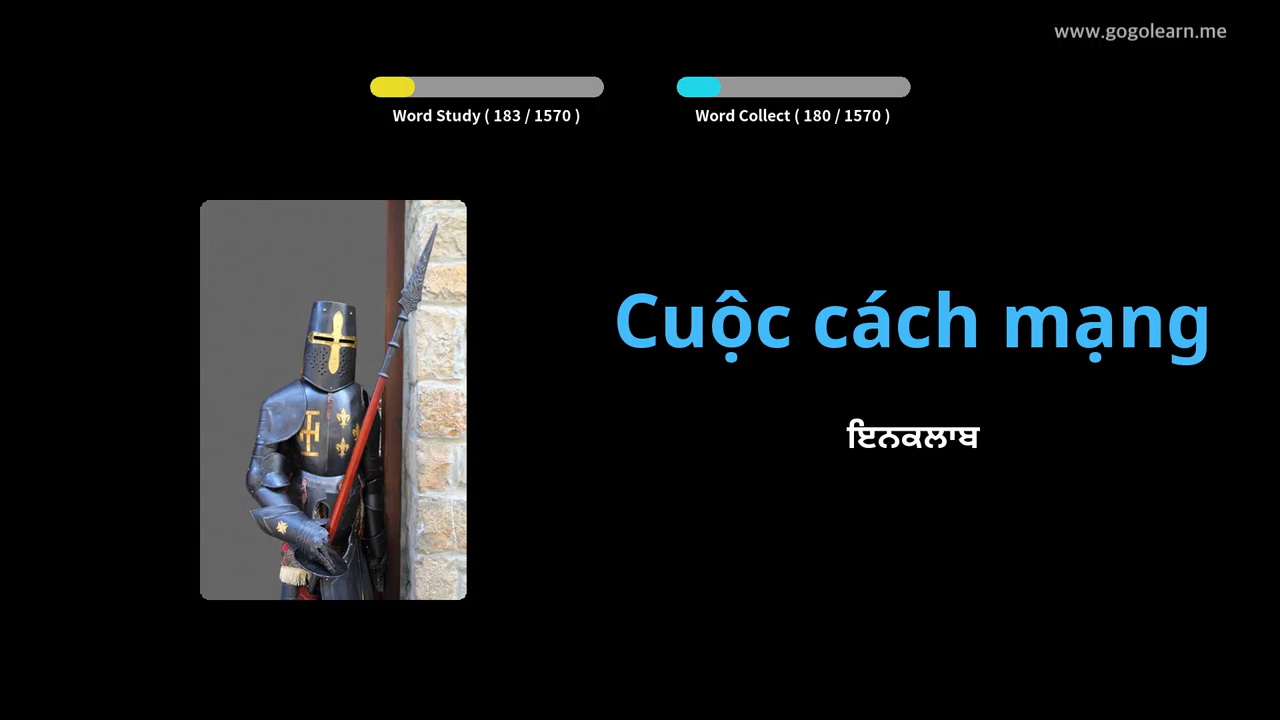 www.gogolearn.me
Word Study ( 183 / 1570 )
Word Collect ( 180 / 1570 )
Cuộc cách mạng
ਇਨਕਲਾਬ